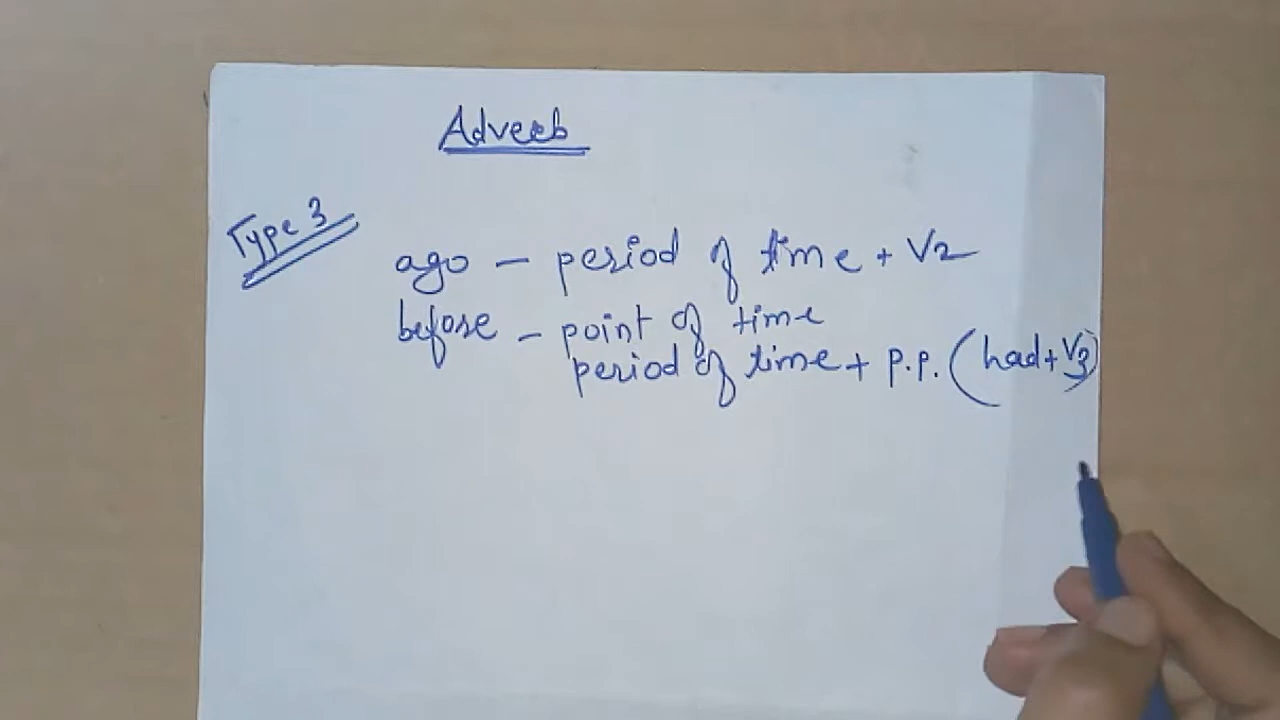 Adverb
Type 3
ago – period of time + V2
before – point of time
period of time + p.p. (had + V3)